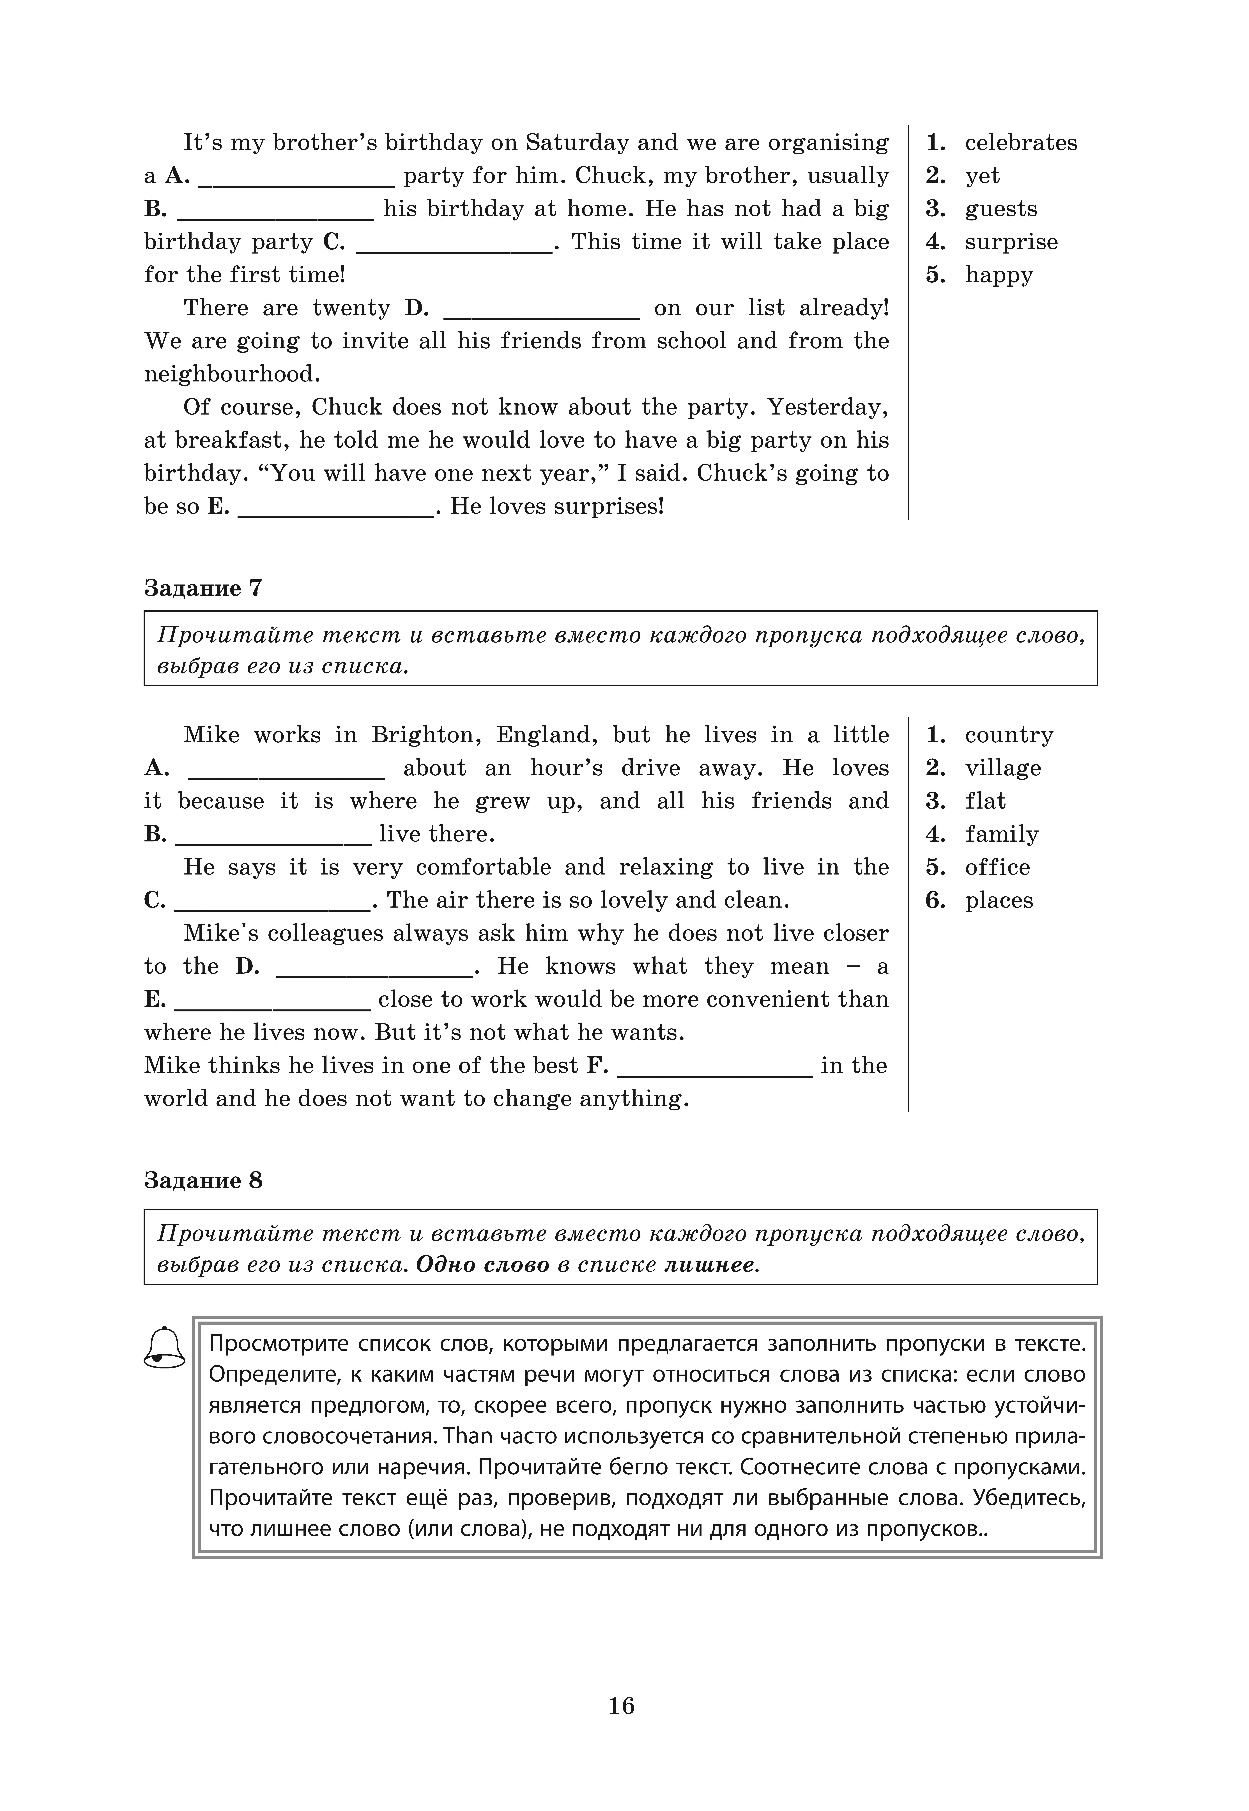 It’s my brother’s birthday on Saturday and we are organising
a A. ______________ party for him. Chuck, my brother, usually
B. ______________ his birthday at home. He has not had a big
birthday party C. ______________. This time it will take place
for the first time!
There are twenty D. ______________ on our list already!
We are going to invite all his friends from school and from the
neighbourhood.
Of course, Chuck does not know about the party. Yesterday,
at breakfast, he told me he would love to have a big party on his
birthday. “You will have one next year,” I said. Chuck’s going to
be so E. ______________. He loves surprises!
1. celebrates
2. yet
3. guests
4. surprise
5. happy
Задание 7
Прочитайте текст и вставьте вместо каждого пропуска подходящее слово,
выбрав его из списка.
Mike works in Brighton, England, but he lives in a little
A. ______________ about an hour’s drive away. He loves
it because it is where he grew up, and all his friends and
B. ______________ live there.
He says it is very comfortable and relaxing to live in the
C. ______________. The air there is so lovely and clean.
Mike's colleagues always ask him why he does not live closer
to the D. ______________. He knows what they mean – a
E. ______________ close to work would be more convenient than
where he lives now. But it’s not what he wants.
Mike thinks he lives in one of the best F. ______________ in the
world and he does not want to change anything.
1. country
2. village
3. flat
4. family
5. office
6. places
Задание 8
Прочитайте текст и вставьте вместо каждого пропуска подходящее слово,
выбрав его из списка. Одно слово в списке лишнее.
Просмотрите список слов, которыми предлагается заполнить пропуски в тексте.
Определите, к каким частям речи могут относиться слова из списка: если слово
является предлогом, то, скорее всего, пропуск нужно заполнить частью устойчи-
вого словосочетания. Than часто используется со сравнительной степенью прила-
гательного или наречия. Прочитайте бегло текст. Соотнесите слова с пропусками.
Прочитайте текст ещё раз, проверив, подходят ли выбранные слова. Убедитесь,
что лишнее слово (или слова), не подходят ни для одного из пропусков..
16